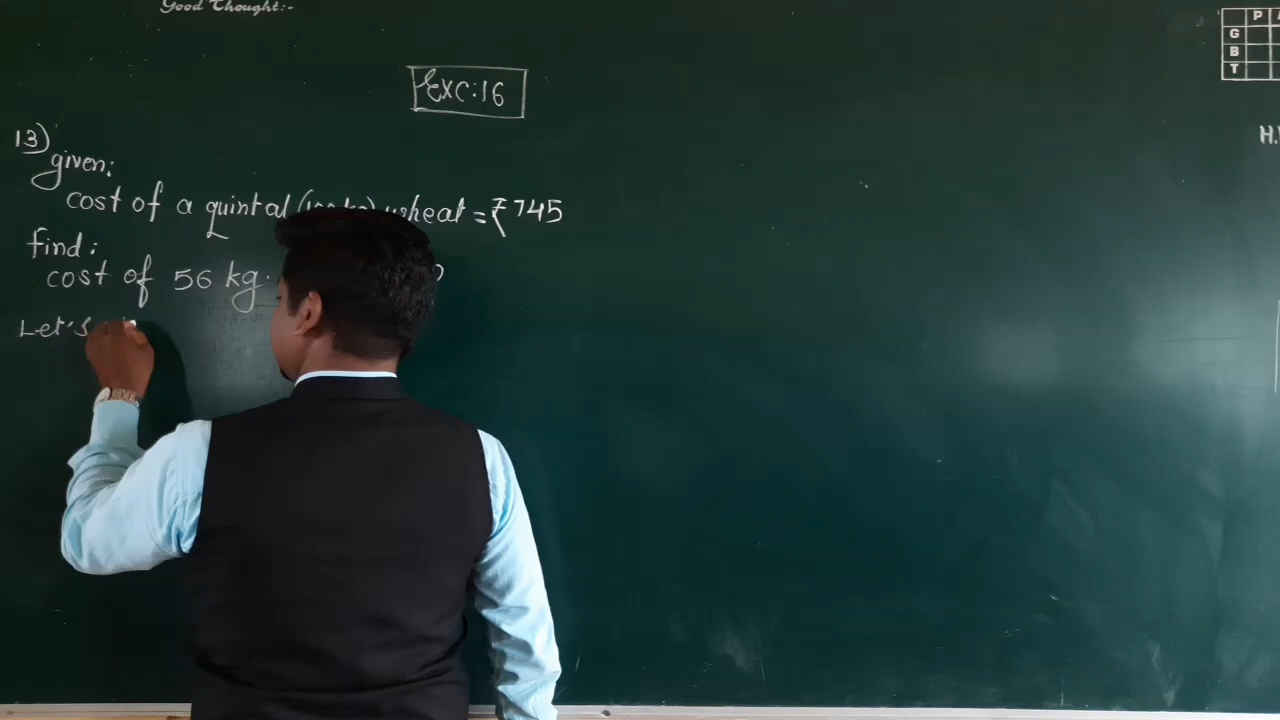 Good Thought:-
P
G
B
T
Exc:16
H.
13)
given:
cost of a quintal wheat = ₹745
find:
cost of 56 kg. ?
Let's